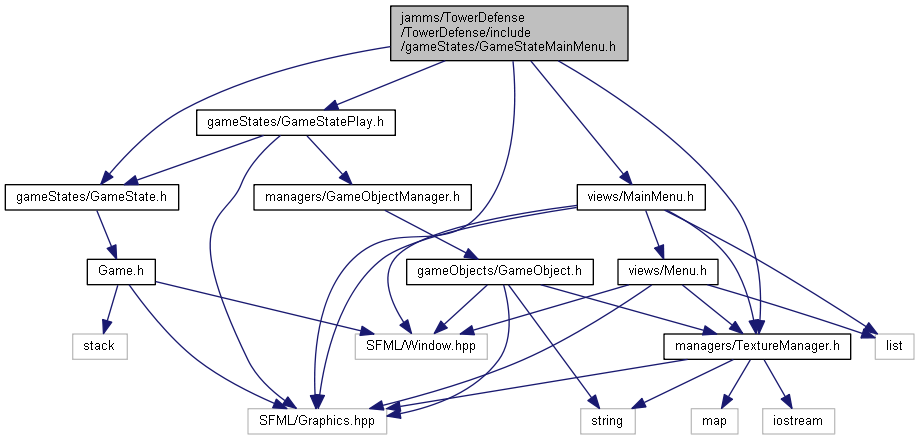 jamms/TowerDefense
/TowerDefense/include
/gameStates/GameStateMainMenu.h
gameStates/GameStatePlay.h
gameStates/GameState.h
managers/GameObjectManager.h
views/MainMenu.h
Game.h
gameObjects/GameObject.h
views/Menu.h
stack
SFML/Window.hpp
managers/TextureManager.h
list
SFML/Graphics.hpp
string
map
iostream